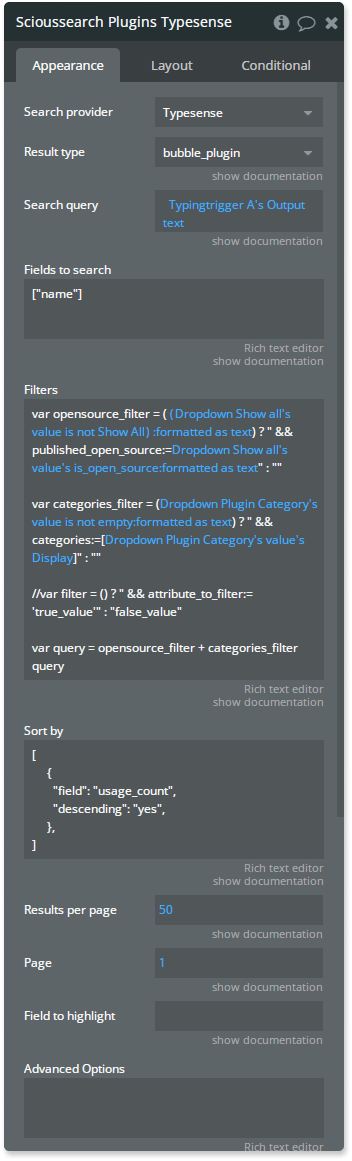 Scioussearch Plugins Typesense
Appearance
Layout
Conditional
Search provider
Typesense
Result type
bubble_plugin
show documentation
Search query
Typingtrigger A's Output
text
show documentation
Fields to search
["name"]
Rich text editor
show documentation
Filters
var opensource_filter = ( (Dropdown Show all's
value is not Show All) :formatted as text) ? " &&
published_open_source:=Dropdown Show all's
value's is_open_source:formatted as text" : ""
var categories_filter = (Dropdown Plugin Category's
value is not empty:formatted as text) ? " &&
categories:=[Dropdown Plugin Category's value's
Display]" : ""
//var filter = () ? " && attribute_to_filter:=
'true_value'" : "false_value"
var query = opensource_filter + categories_filter
query
Rich text editor
show documentation
Sort by
[
{
"field": "usage_count",
"descending": "yes",
},
]
Rich text editor
show documentation
Results per page
50
show documentation
Page
1
show documentation
Field to highlight
show documentation
Advanced Options
Rich text editor